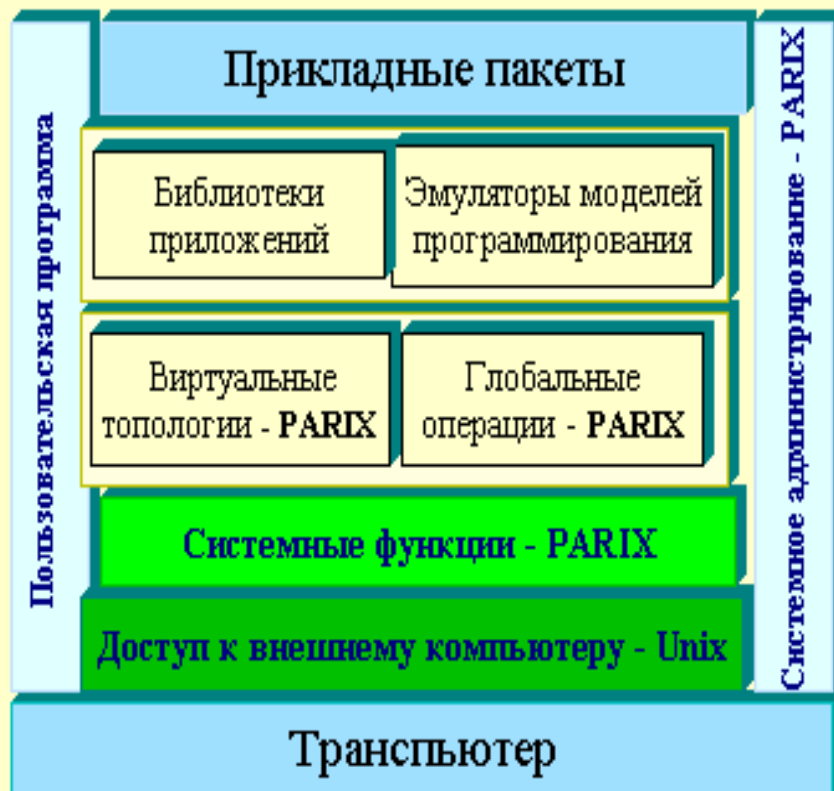 Прикладные пакеты
Библиотеки
приложений
Эмуляторы моделей
программирования
Виртуальные
топологии - PARIX
Глобальные
операции - PARIX
Системные функции - PARIX
Доступ к внешнему компьютеру - Unix
Транспьютер
Пользовательская программа
Системное администрирование - PARIX